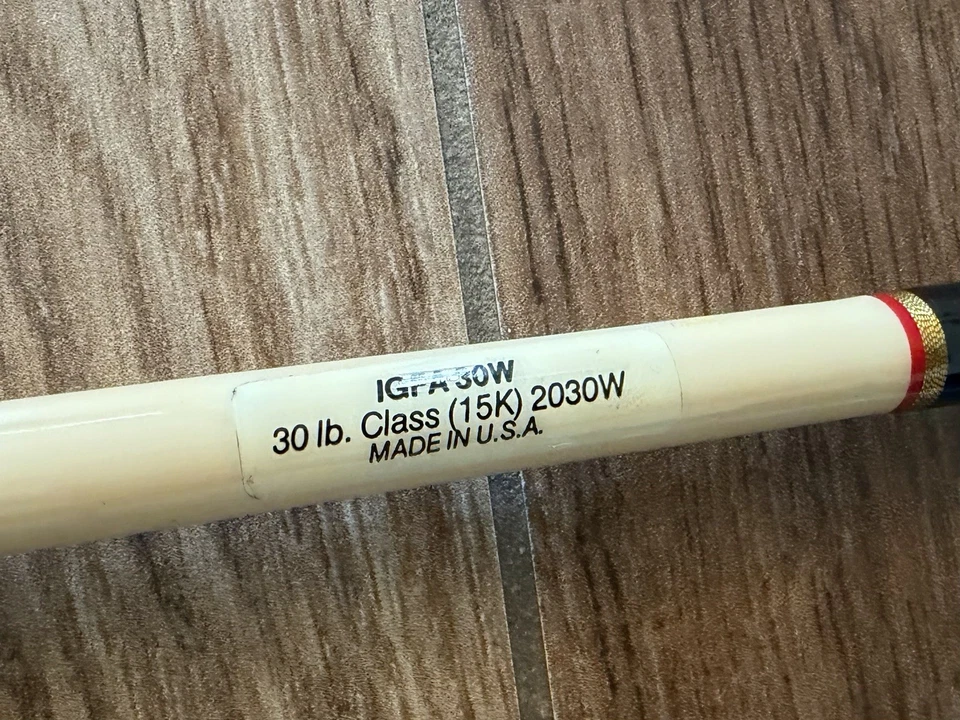 IGFA 30W
30 lb. Class (15K) 2030W
MADE IN U.S.A.